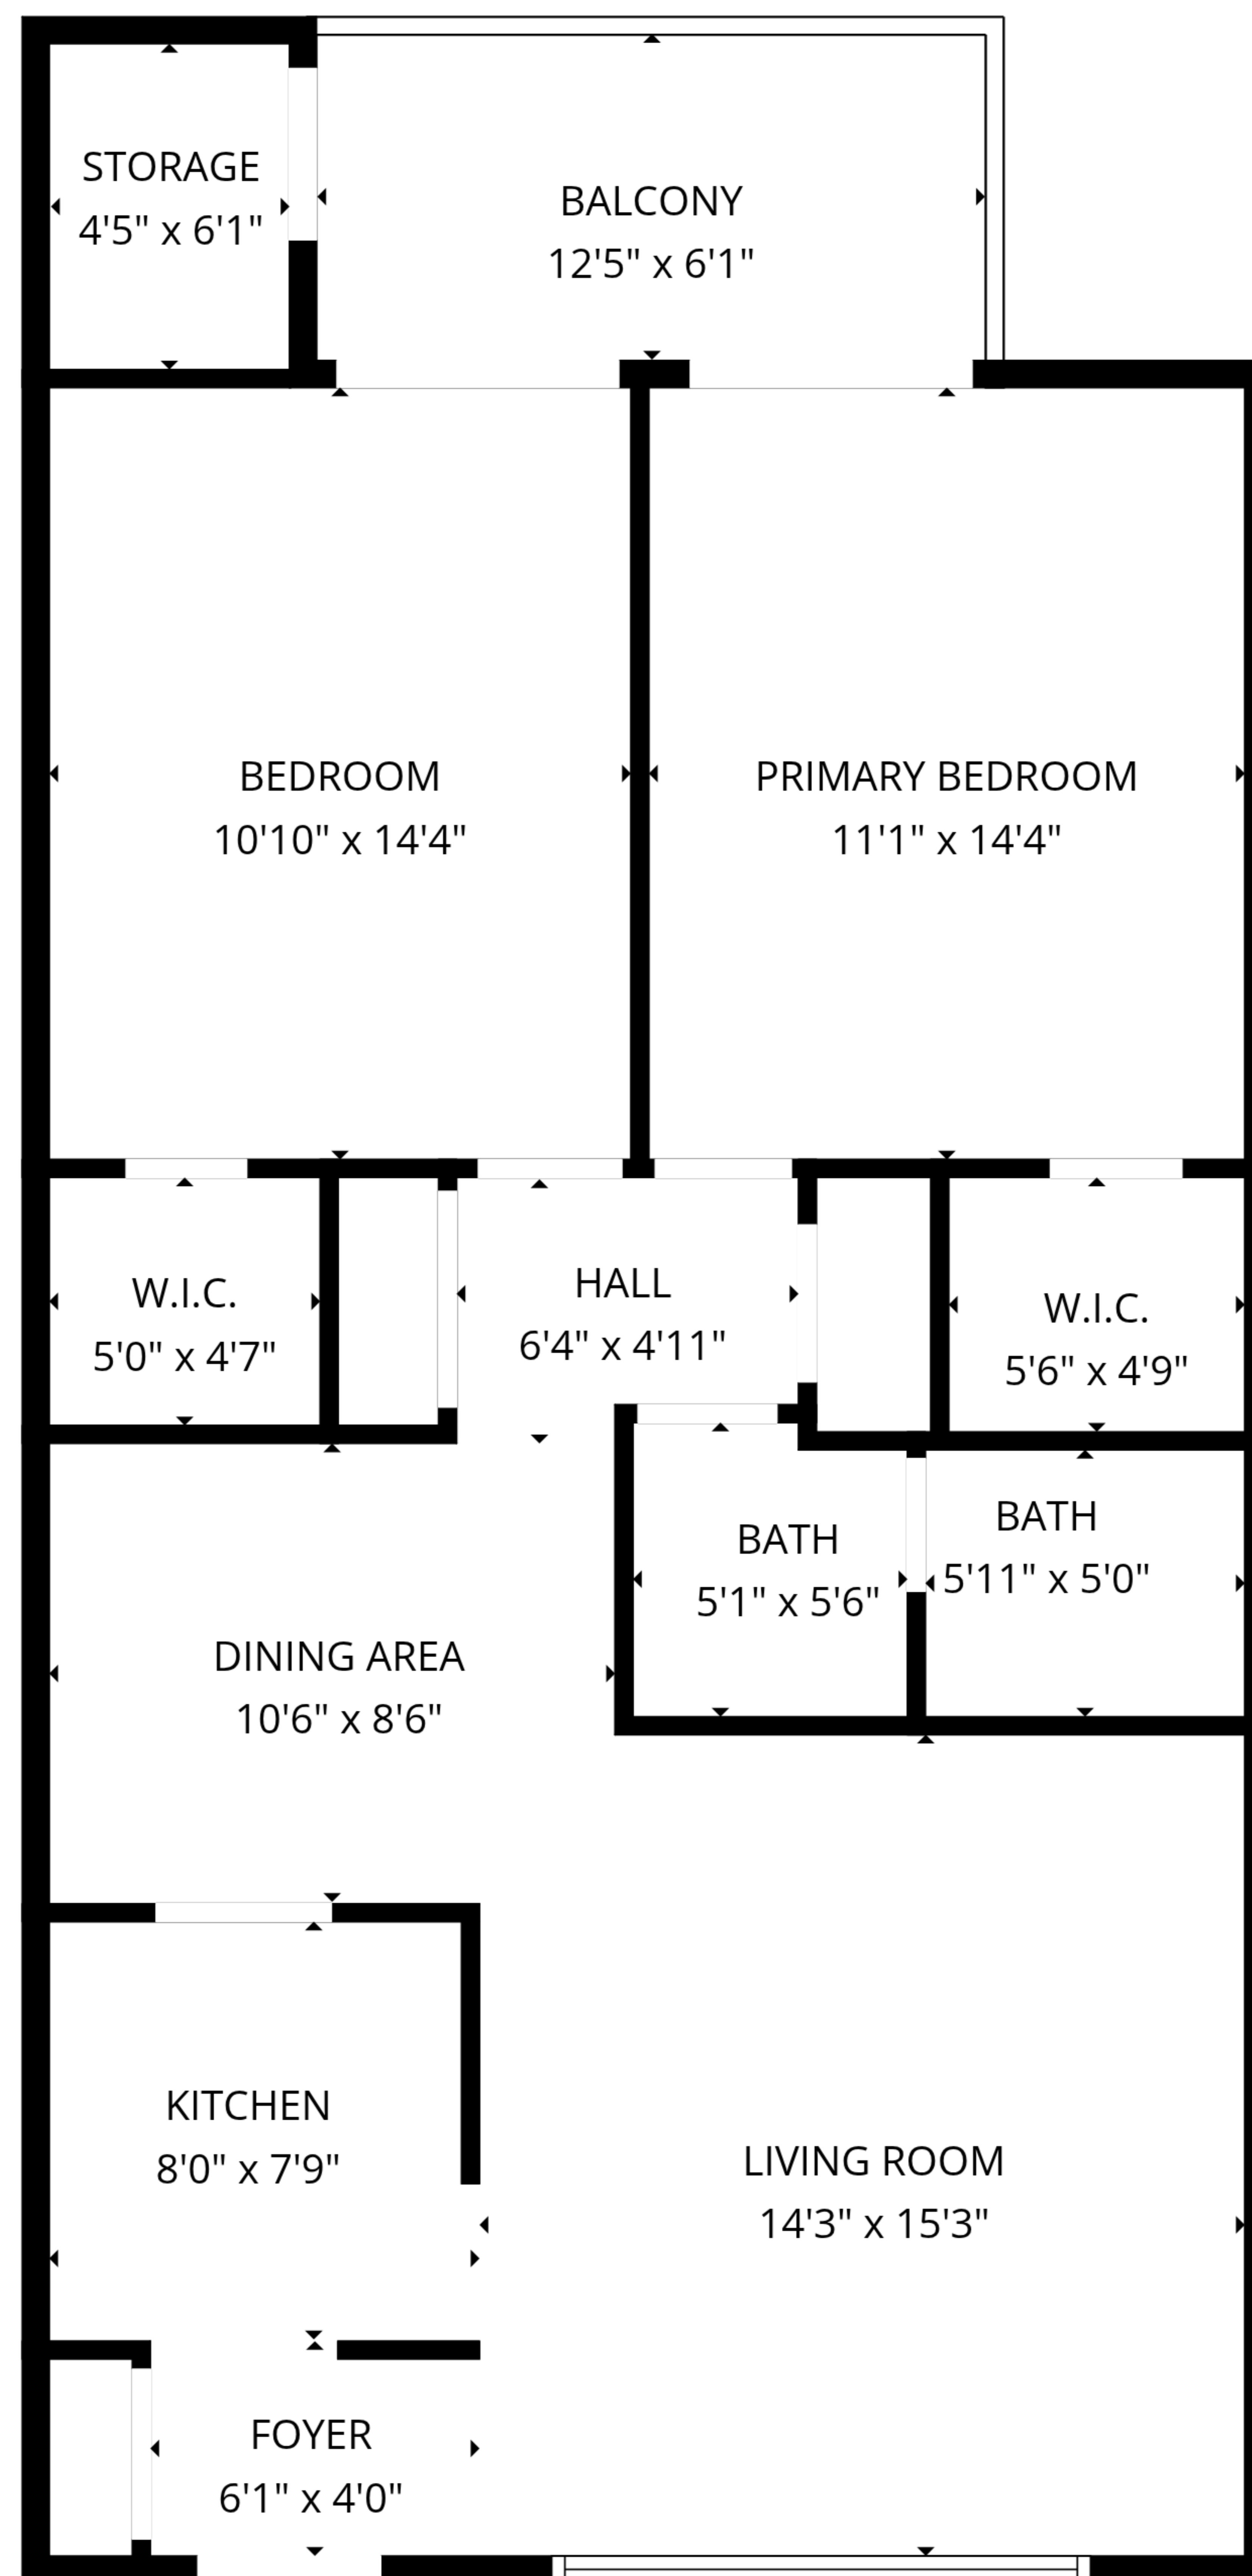 STORAGE
4'5" x 6'1"
BALCONY
12'5" x 6'1"
BEDROOM
10'10" x 14'4"
PRIMARY BEDROOM
11'1" x 14'4"
W.I.C.
5'0" x 4'7"
HALL
6'4" x 4'11"
W.I.C.
5'6" x 4'9"
BATH
5'1" x 5'6"
BATH
5'11" x 5'0"
DINING AREA
10'6" x 8'6"
KITCHEN
8'0" x 7'9"
LIVING ROOM
14'3" x 15'3"
FOYER
6'1" x 4'0"